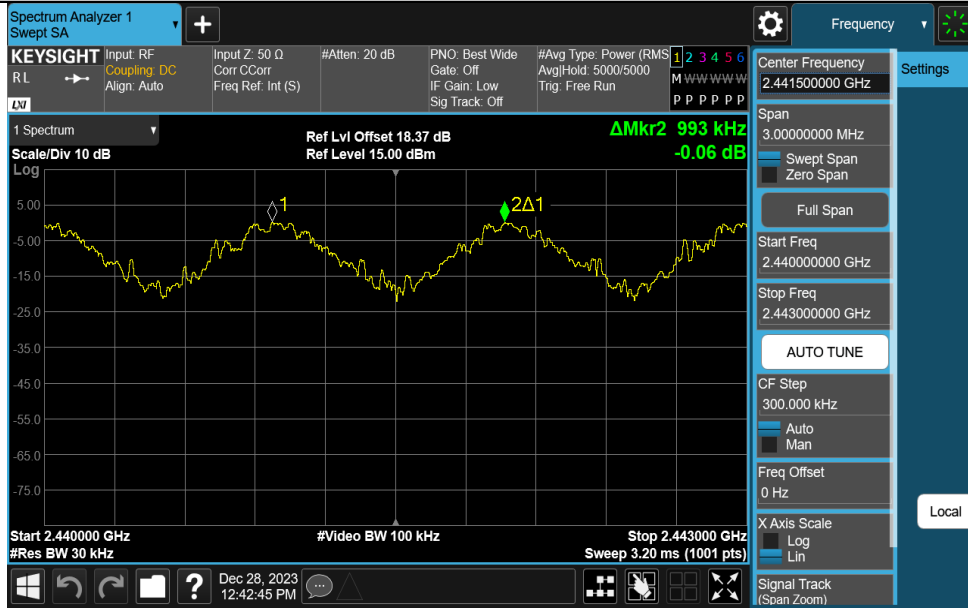 Spectrum Analyzer 1
Swept SA
+
Frequency
KEYSIGHT
RL
LXI
Input: RF
Coupling: DC
Align: Auto
Input Z: 50 Ω
Corr CCorr
Freq Ref: Int (S)
#Atten: 20 dB
PNO: Best Wide
Gate: Off
IF Gain: Low
Sig Track: Off
#Avg Type: Power (RMS
Avg|Hold: 5000/5000
Trig: Free Run
1 2 3 4 5 6
M W W W W W
P P P P P P
1 Spectrum
Scale/Div 10 dB
Log
Ref Lvl Offset 18.37 dB
Ref Level 15.00 dBm
ΔMkr2 993 kHz
-0.06 dB
1
2Δ1
5.00
-5.00
-15.0
-25.0
-35.0
-45.0
-55.0
-65.0
-75.0
Start 2.440000 GHz
#Res BW 30 kHz
#Video BW 100 kHz
Stop 2.443000 GHz
Sweep 3.20 ms (1001 pts)
?
Dec 28, 2023
12:42:45 PM
Center Frequency
2.441500000 GHz
Span
3.00000000 MHz
Swept Span
Zero Span
Full Span
Start Freq
2.440000000 GHz
Stop Freq
2.443000000 GHz
AUTO TUNE
CF Step
300.000 kHz
Auto
Man
Freq Offset
0 Hz
X Axis Scale
Log
Lin
Signal Track
(Span Zoom)
Settings
Local